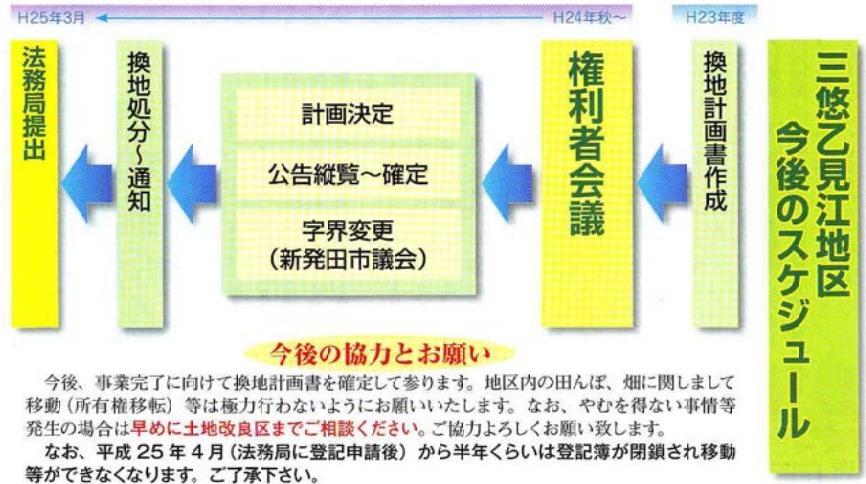 三悠乙見江地区
今後のスケジュール
H23年度
換地計画書作成
H24年秋～
権利者会議
計画決定
公告縦覧～確定
字界変更
(新発田市議会)
換地処分～通知
H25年3月
法務局提出
今後の協力とお願い
今後、事業完了に向けて換地計画書を確定して参ります。地区内の田んぼ、畑に関しまして
移動(所有権移転)等は極力行わないようにお願いいたします。なお、やむを得ない事情等
発生の場合は早めに土地改良区までご相談ください。ご協力よろしくお願い致します。
なお、平成25年4月(法務局に登記申請後)から半年くらいは登記簿が閉鎖され移動
等ができなくなります。ご了承下さい。